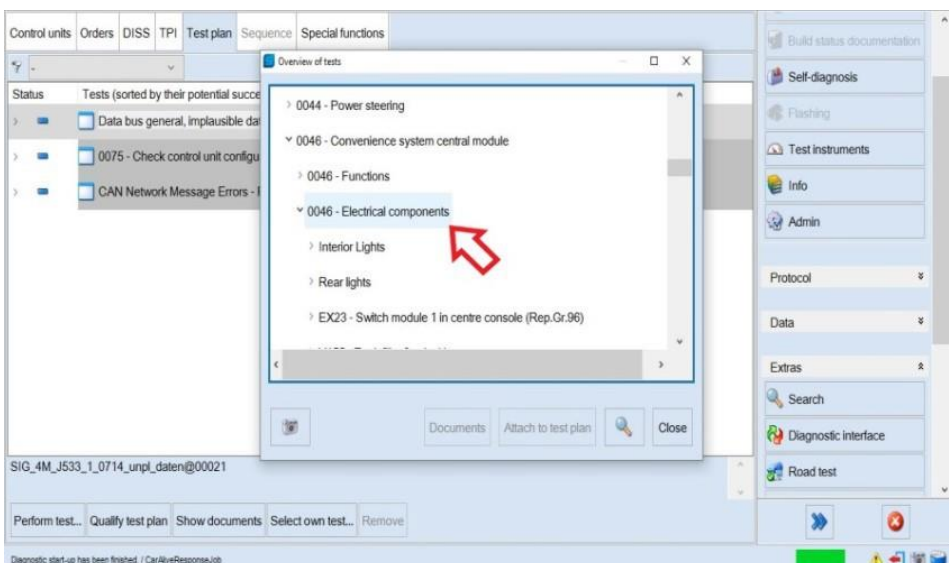 Control units Orders DISS TPI Test plan Sequence Special functions
-
Status Tests (sorted by their potential succe
Data bus general, implausible dat
0075 - Check control unit configu
CAN Network Message Errors -
Overview of tests
0044 - Power steering
0046 - Convenience system central module
0046 - Functions
0046 - Electrical components
Interior Lights
Rear lights
EX23 - Switch module 1 in centre console (Rep.Gr.96)
Documents Attach to test plan Close
SIG_4M_J533_1_0714_unpl_daten@00021
Perform test... Qualify test plan Show documents Select own test... Remove
Diagnostic start-up has been finished. / CarAliveResponseJob
Build status documentation
Self-diagnosis
Flashing
Test instruments
Info
Admin
Protocol
Data
Extras
Search
Diagnostic interface
Road test